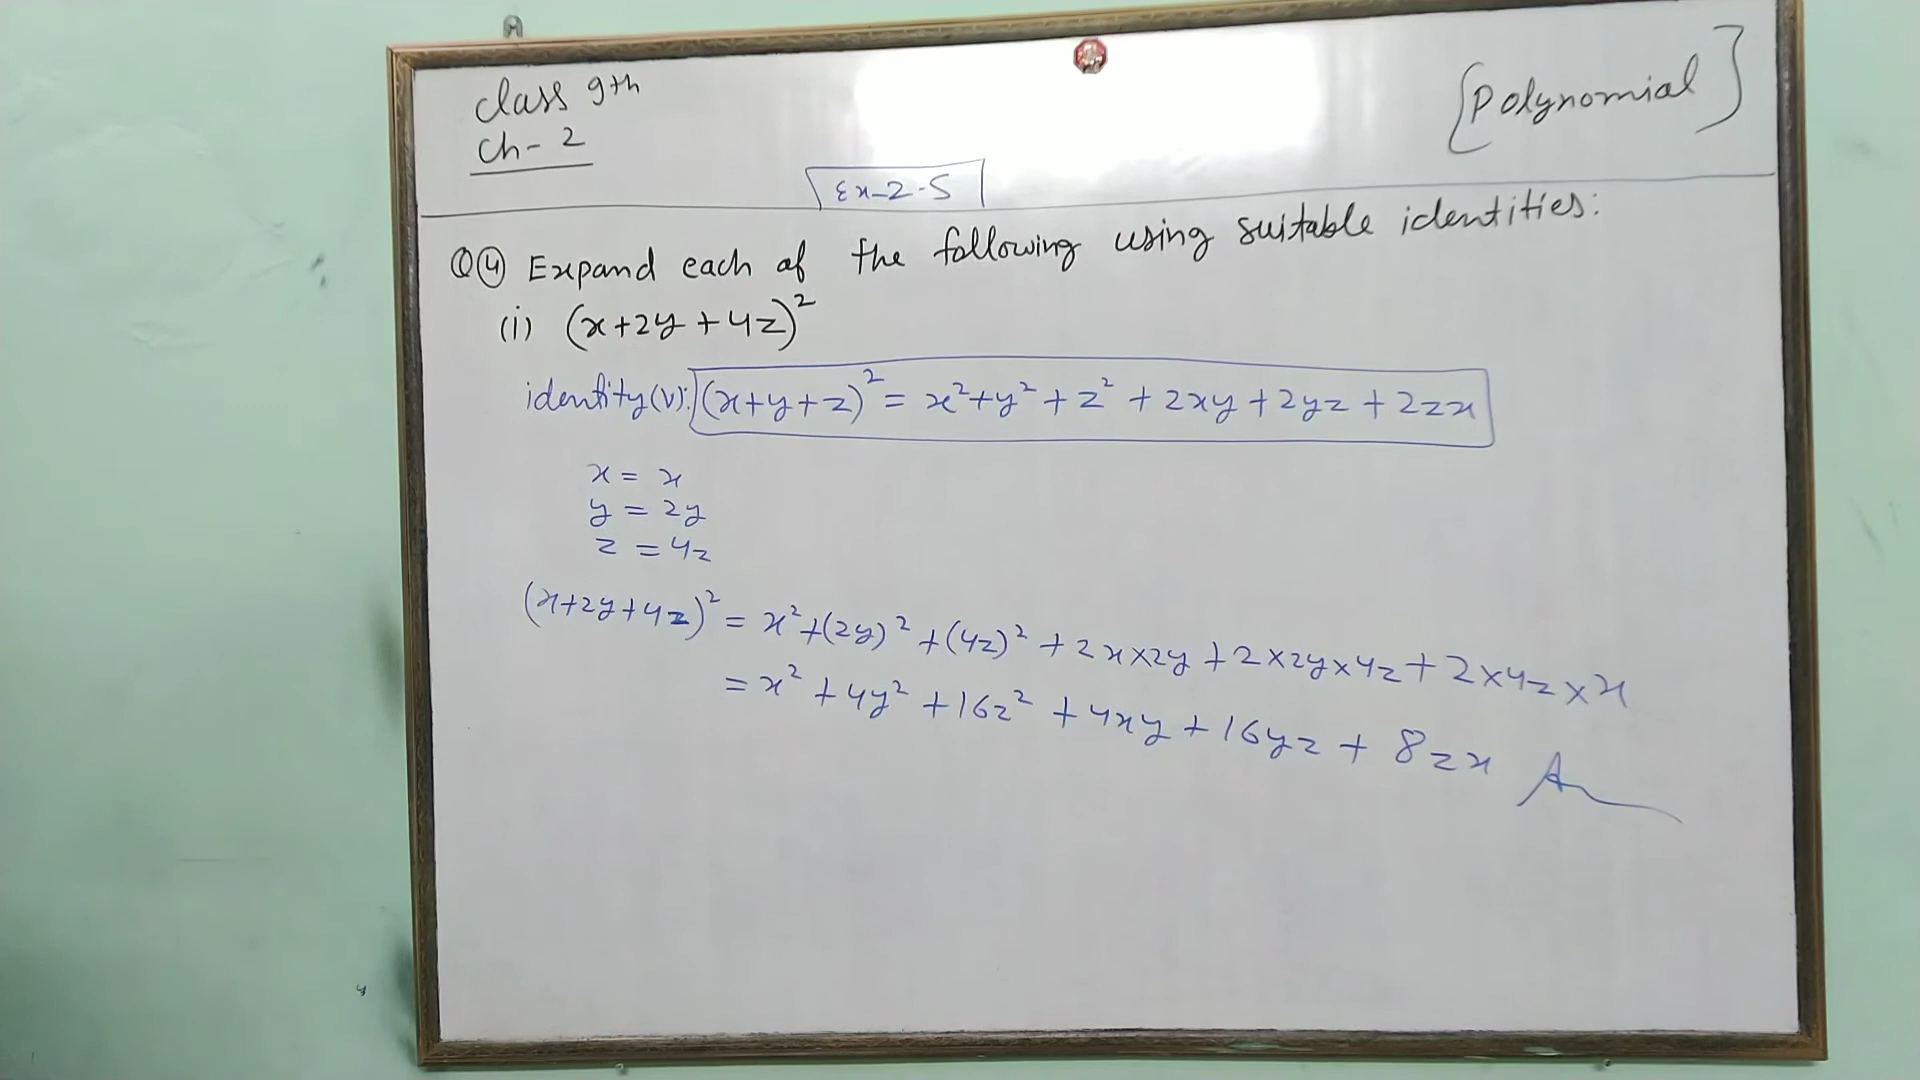 Class 9th
Ch-2
[Polynomial]
Ex-2.5
Q(4) Expand each of the following using suitable identities:
(i) (x+2y+4z)²
identity(v): (x+y+z)² = x²+y²+z²+2xy+2yz+2zx
x = x
y = 2y
z = 4z
(x+2y+4z)² = x²+(2y)²+(4z)²+2x×2y+2×2y×4z+2×4z×x
= x²+4y²+16z²+4xy+16yz+8zx